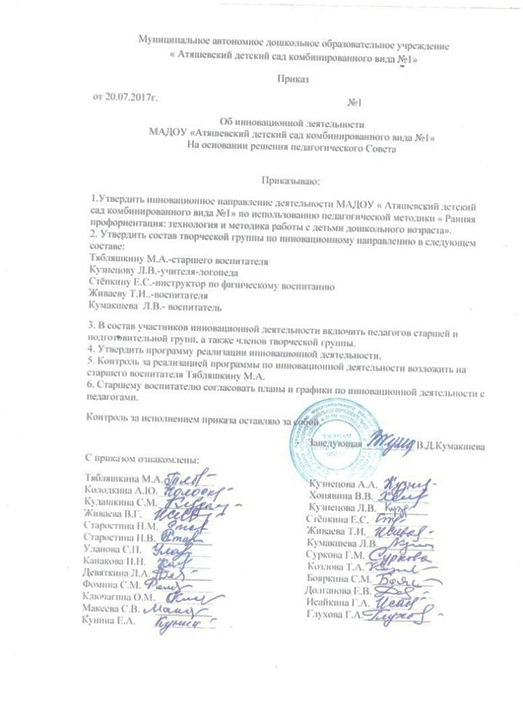 Муниципальное автономное дошкольное образовательное учреждение
« Атяшевский детский сад комбинированного вида №1»
Приказ
от 20.07.2017г. №1
Об инновационной деятельности
МАДОУ «Атяшевский детский сад комбинированного вида №1»
На основании решения педагогического Совета
Приказываю:
1.Утвердить инновационное направление деятельности МАДОУ « Атяшевский детский
сад комбинированного вида №1» по использованию педагогической методики « Ранняя
профориентация: технология и методика работы с детьми дошкольного возраста».
2. Утвердить состав творческой группы по инновационному направлению в следующем
составе:
Тябляшкину М.А.-старшего воспитателя
Кузнецову Л.В.-учителя-логопеда
Стёпкину Е.С.-инструктор по физическому воспитанию
Живаеву Т.И..-воспитателя
Кумакшева Л.В.- воспитатель
3. В состав участников инновационной деятельности включить педагогов старшей и
подготовительной групп, а также членов творческой группы.
4. Утвердить программу реализации инновационной деятельности.
5. Контроль за реализацией программы по инновационной деятельности возложить на
старшего воспитателя Тябляшкину М.А.
6. Старшему воспитателю согласовать планы и графики по инновационной деятельности с
педагогами.
Контроль за исполнением приказа оставляю за собой
Заведующая В.Д.Кумакшева
С приказом ознакомлены:
Тябляшкина М.А.
Колодкина А.Ю.
Кудашкина С.М.
Живаева В.Г.
Старостина Н.М.
Старостина Н.В.
Уланова С.П.
Канакова Н.Н.
Девяткина Л.А.
Фомина С.М.
Ключагина О.М.
Макеева С.В.
Кунина Е.А.
Кузнецова А.А.
Хонявина В.В.
Кузнецова Л.В.
Стёпкина Е.С.
Живаева Т.И.
Кумакшева Л.В.
Суркова Г.М. Суркова
Козлова Т.А.
Бояркина С.М.
Долганова Е.В.
Исайкина Г.А.
Глухова Г.А.